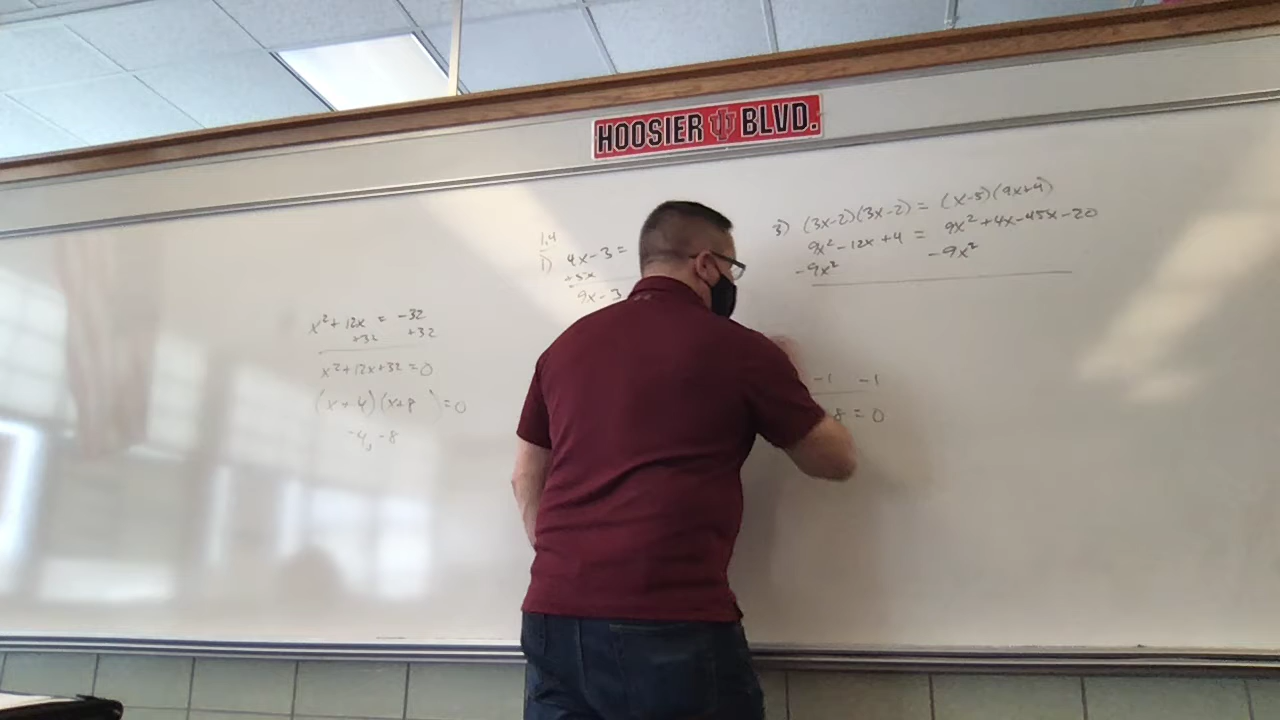 HOOSIER IU BLVD.
x² + 12x = -32
+32 +32
x² + 12x + 32 = 0
(x + 4)(x + 8) = 0
-4, -8
1.4
1) 4x - 3 =
+5x
9x - 3
3) (3x-2)(3x-2) = (x-5)(9x+4)
9x² - 12x + 4 = 9x² + 4x - 45x - 20
-9x² -9x²
-1 -1
8 = 0